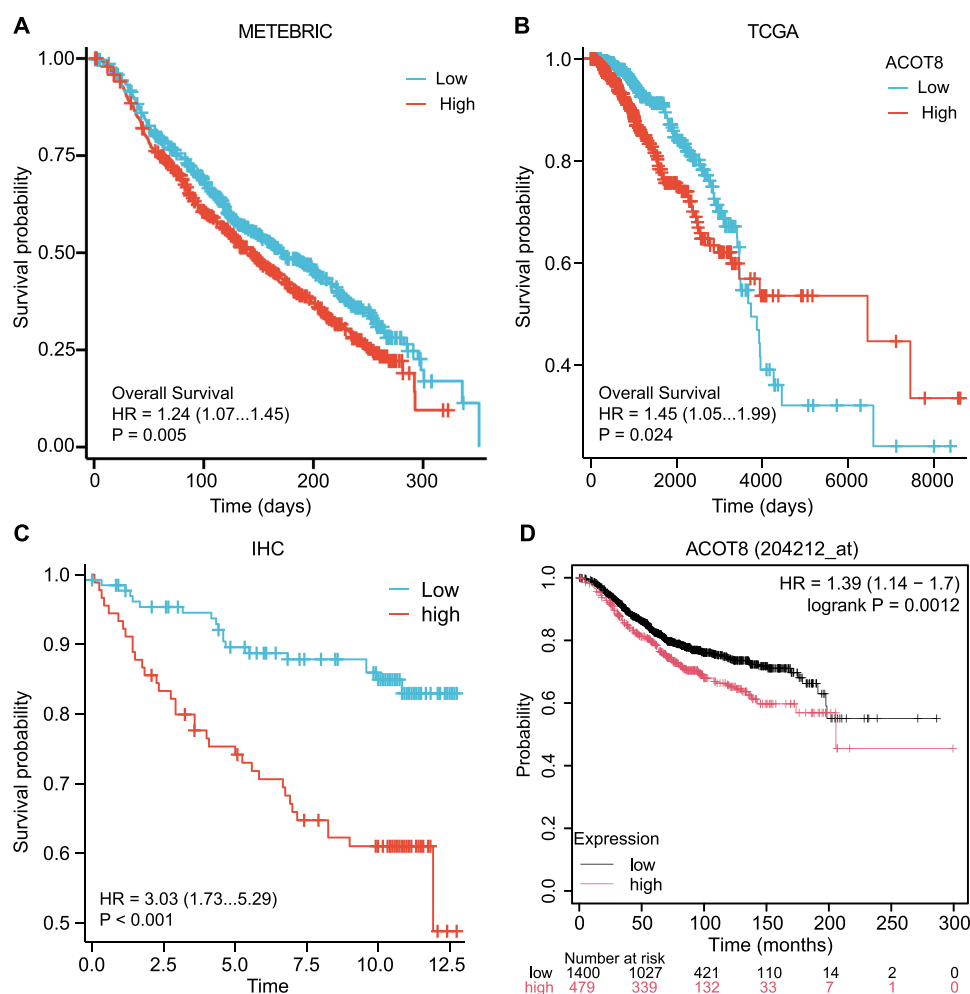 A
METEBRIC
Survival probability
1.00
0.75
0.50
0.25
0.00
Low
High
Overall Survival
HR = 1.24 (1.07...1.45)
P = 0.005
0
100
200
300
Time (days)
B
TCGA
Survival probability
1.0
0.8
0.6
0.4
ACOT8
Low
High
Overall Survival
HR = 1.45 (1.05...1.99)
P = 0.024
0
2000
4000
6000
8000
Time (days)
C
IHC
Survival probability
1.0
0.9
0.8
0.7
0.6
0.5
Low
high
HR = 3.03 (1.73...5.29)
P < 0.001
0.0
2.5
5.0
7.5
10.0
12.5
Time
D
ACOT8 (204212_at)
Probability
1.0
0.8
0.6
0.4
0.2
0.0
HR = 1.39 (1.14 − 1.7)
logrank P = 0.0012
Expression
low
high
0 50 100 150 200 250 300
Time (months)
Number at risk
low 1400 1027 421 110 14 2 0
high 479 339 132 33 7 1 0